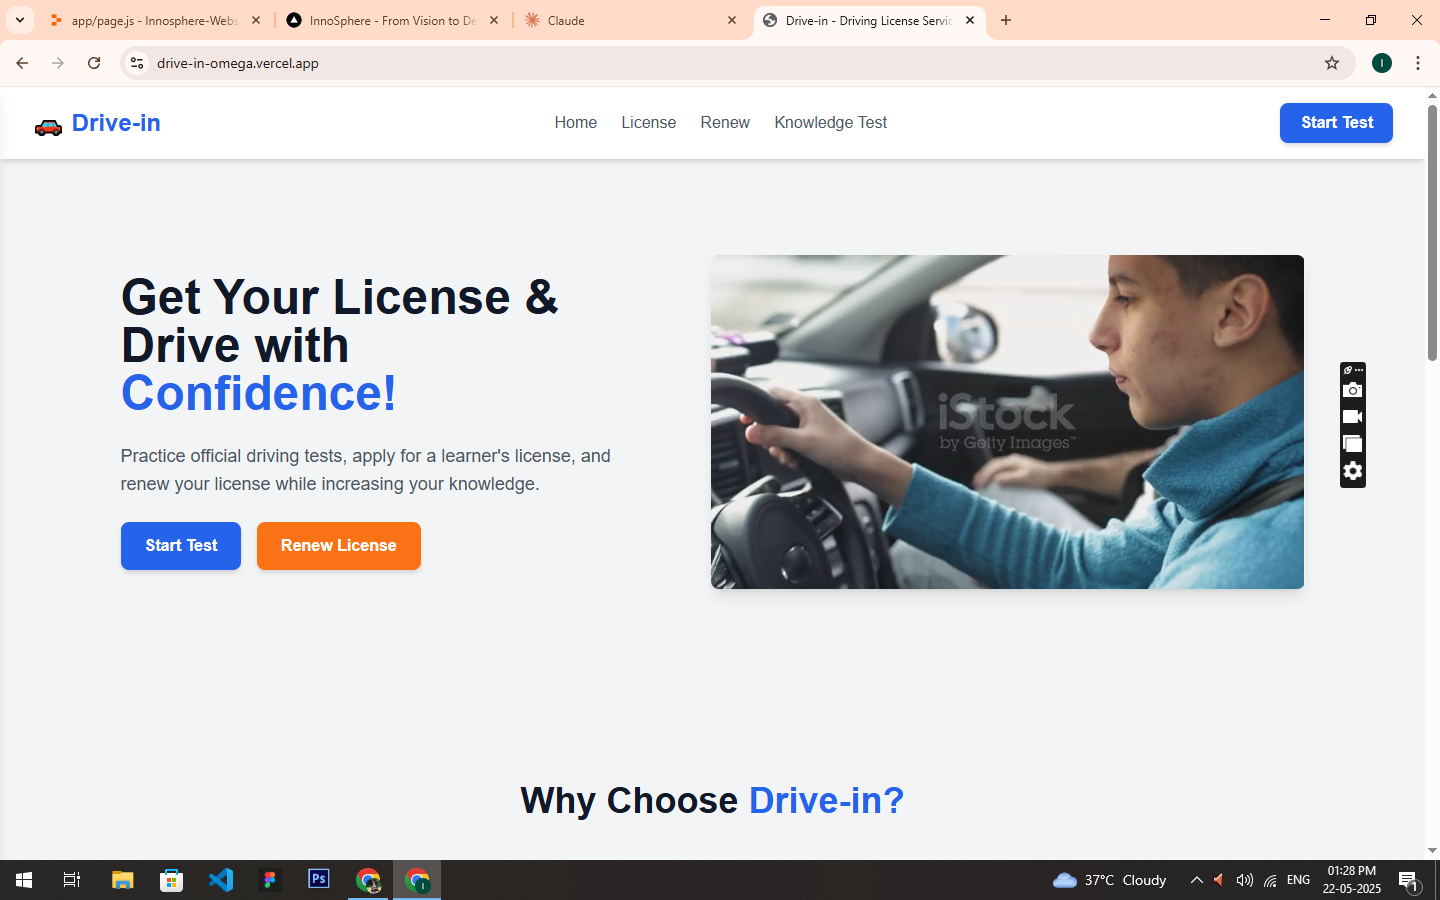 app/page.js - Innosphere-Webs
InnoSphere - From Vision to De
Claude
Drive-in - Driving License Servic
drive-in-omega.vercel.app
I
Drive-in
Home
License
Renew
Knowledge Test
Start Test
Get Your License &
Drive with
Confidence!
Practice official driving tests, apply for a learner's license, and
renew your license while increasing your knowledge.
Start Test
Renew License
iStock
by Getty Images™
Why Choose Drive-in?
Ps
I
37°C Cloudy
ENG
01:28 PM
22-05-2025
1